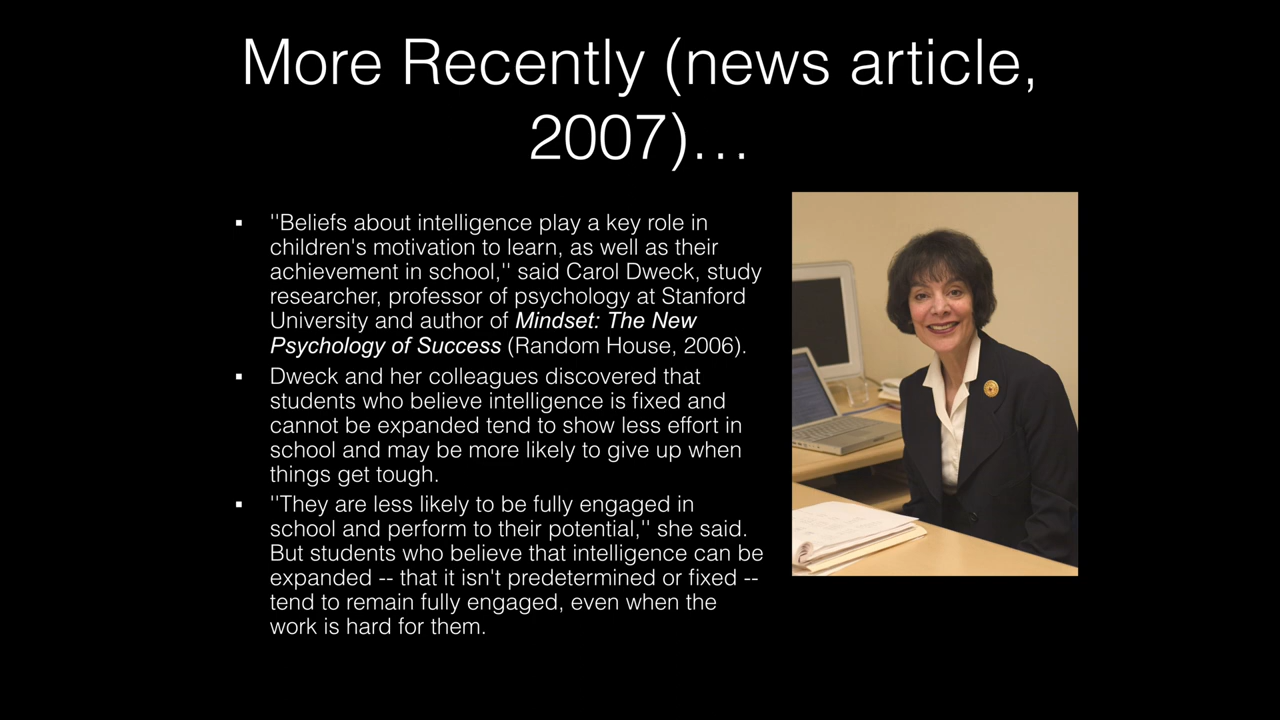 More Recently (news article,
2007)…
▪ "Beliefs about intelligence play a key role in
children's motivation to learn, as well as their
achievement in school," said Carol Dweck, study
researcher, professor of psychology at Stanford
University and author of Mindset: The New
Psychology of Success (Random House, 2006).
▪ Dweck and her colleagues discovered that
students who believe intelligence is fixed and
cannot be expanded tend to show less effort in
school and may be more likely to give up when
things get tough.
▪ "They are less likely to be fully engaged in
school and perform to their potential," she said.
But students who believe that intelligence can be
expanded -- that it isn't predetermined or fixed --
tend to remain fully engaged, even when the
work is hard for them.